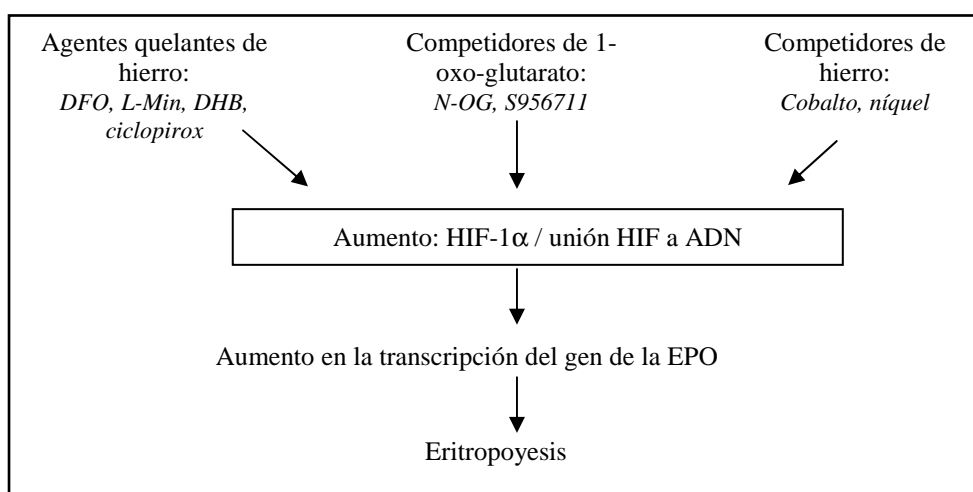 Agentes quelantes de
hierro:
DFO, L-Min, DHB,
ciclopirox
Competidores de 1-
oxo-glutarato:
N-OG, S956711
Competidores de
hierro:
Cobalto, níquel
Aumento: HIF-1α / unión HIF a ADN
Aumento en la transcripción del gen de la EPO
Eritropoyesis